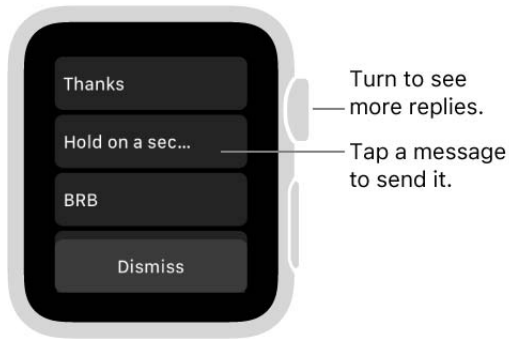 Thanks
Hold on a sec...
BRB
Dismiss
Turn to see
more replies.
Tap a message
to send it.